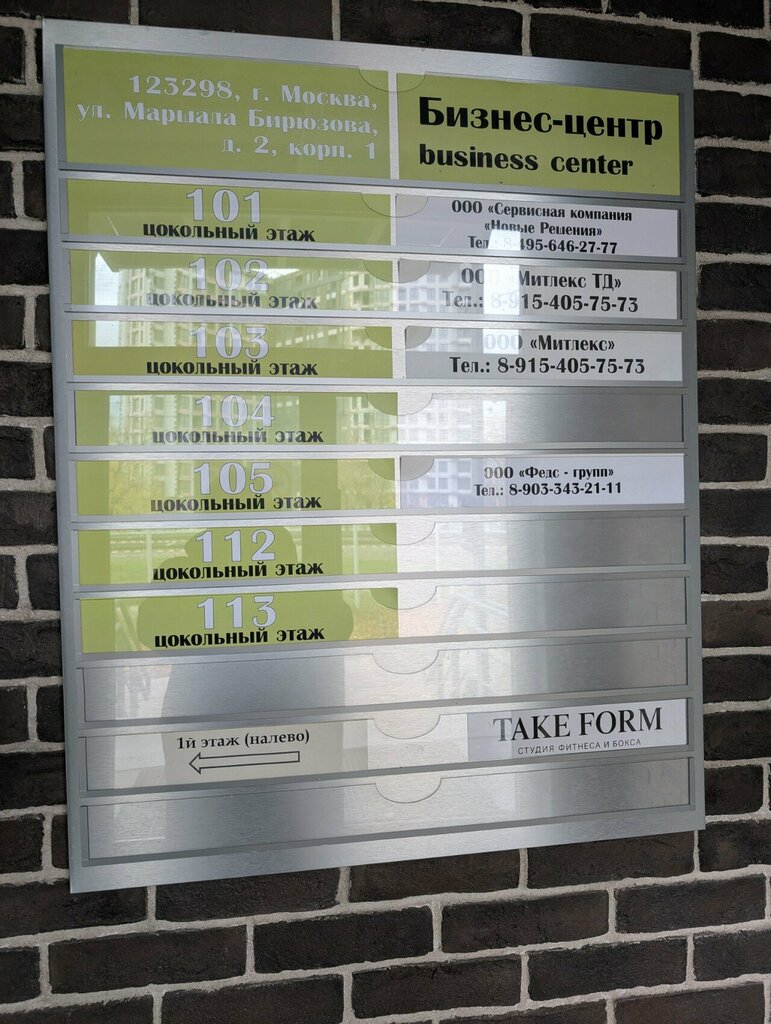 123298, г. Москва,
ул. Маршала Бирюзова,
д. 2, корп. 1
Бизнес-центр
business center
101
цокольный этаж
ООО «Сервисная компания
«Новые Решения»
Тел.: 8-495-646-27-77
102
цокольный этаж
ООО «Митлекс ТД»
Тел.: 8-915-405-75-73
103
цокольный этаж
ООО «Митлекс»
Тел.: 8-915-405-75-73
104
цокольный этаж
105
цокольный этаж
ООО «Федс - групп»
Тел.: 8-903-343-21-11
112
цокольный этаж
113
цокольный этаж
1й этаж (налево)
TAKE FORM
СТУДИЯ ФИТНЕСА И БОКСА